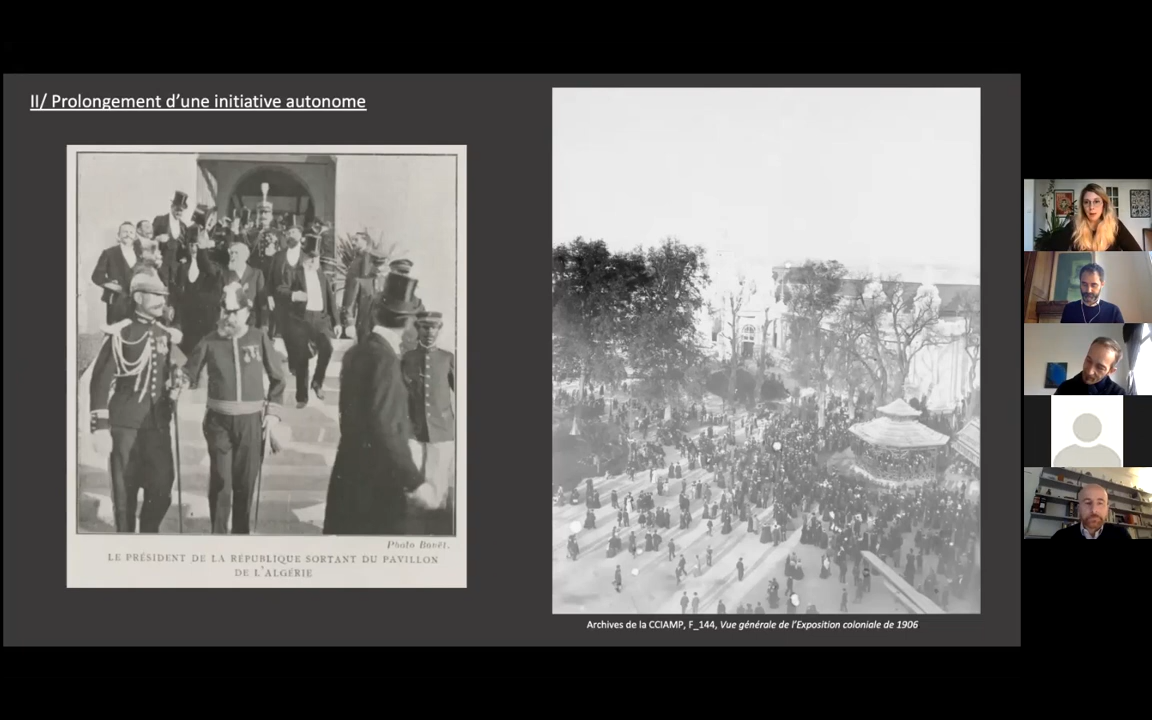 II/ Prolongement d'une initiative autonome
Photo Bouët.
LE PRÉSIDENT DE LA RÉPUBLIQUE SORTANT DU PAVILLON
DE L'ALGÉRIE
Archives de la CCIAMP, F_144, Vue générale de l'Exposition coloniale de 1906